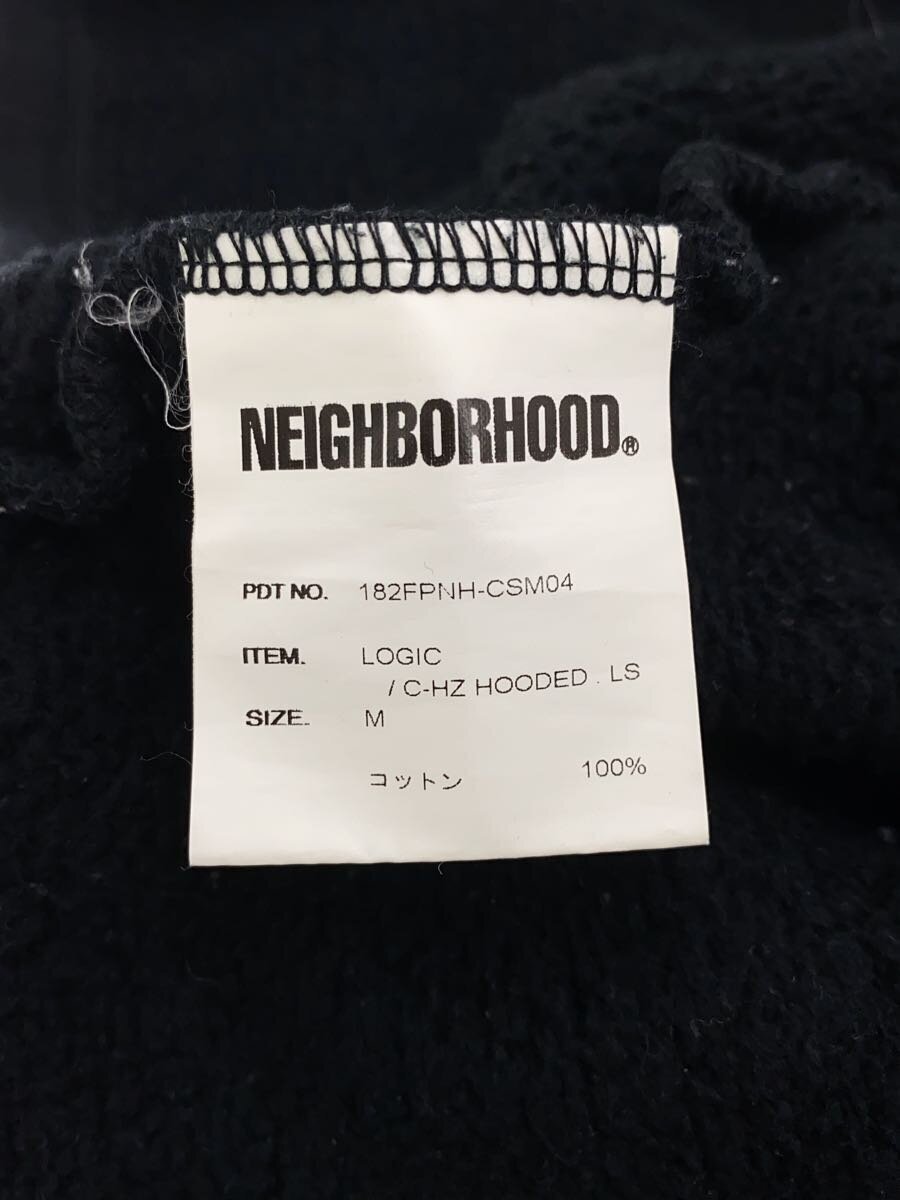 NEIGHBORHOOD®
PDT NO. 182FPNH-CSM04
ITEM. LOGIC
/ C-HZ HOODED . LS
SIZE. M
コットン 100%